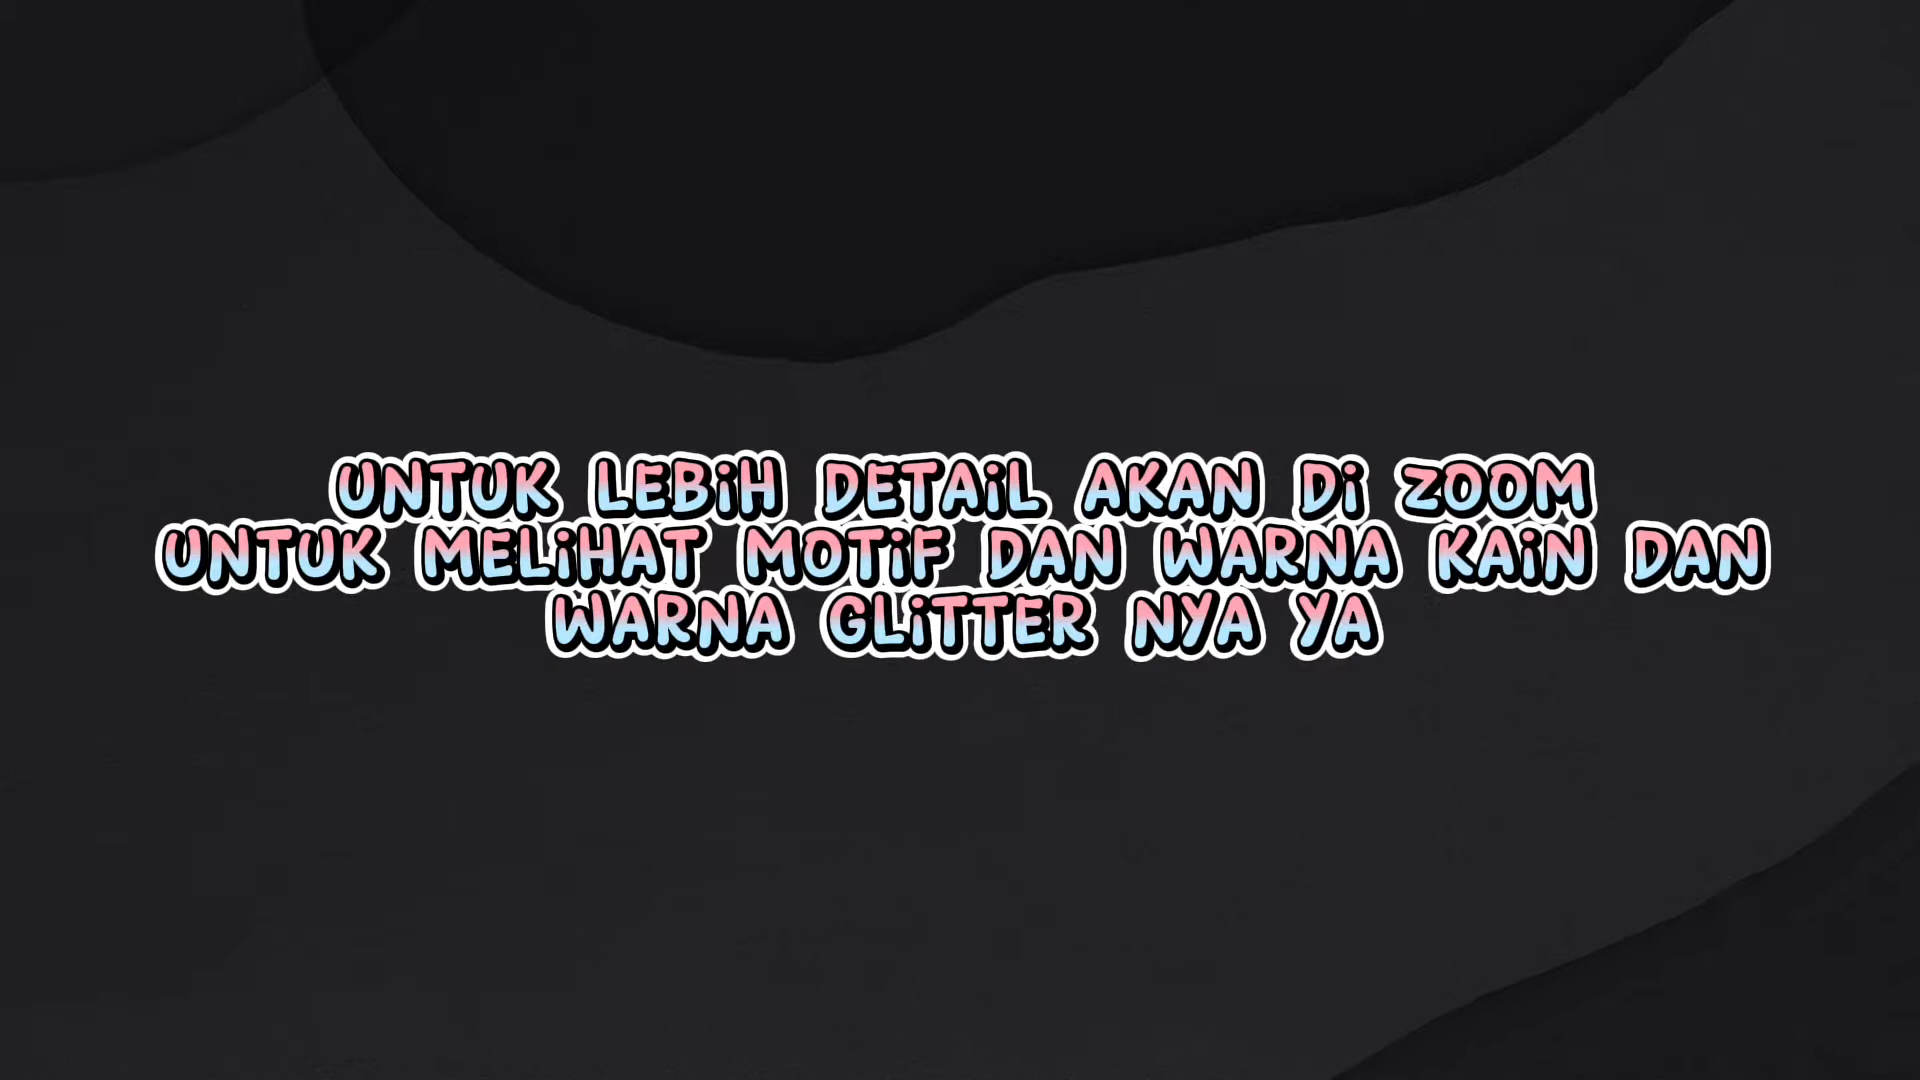 UNTUK LEBiH DETAiL AKAN Di ZOOM
UNTUK MELiHAT MOTiF DAN WARNA KAiN DAN
WARNA GLiTTER NYA YA